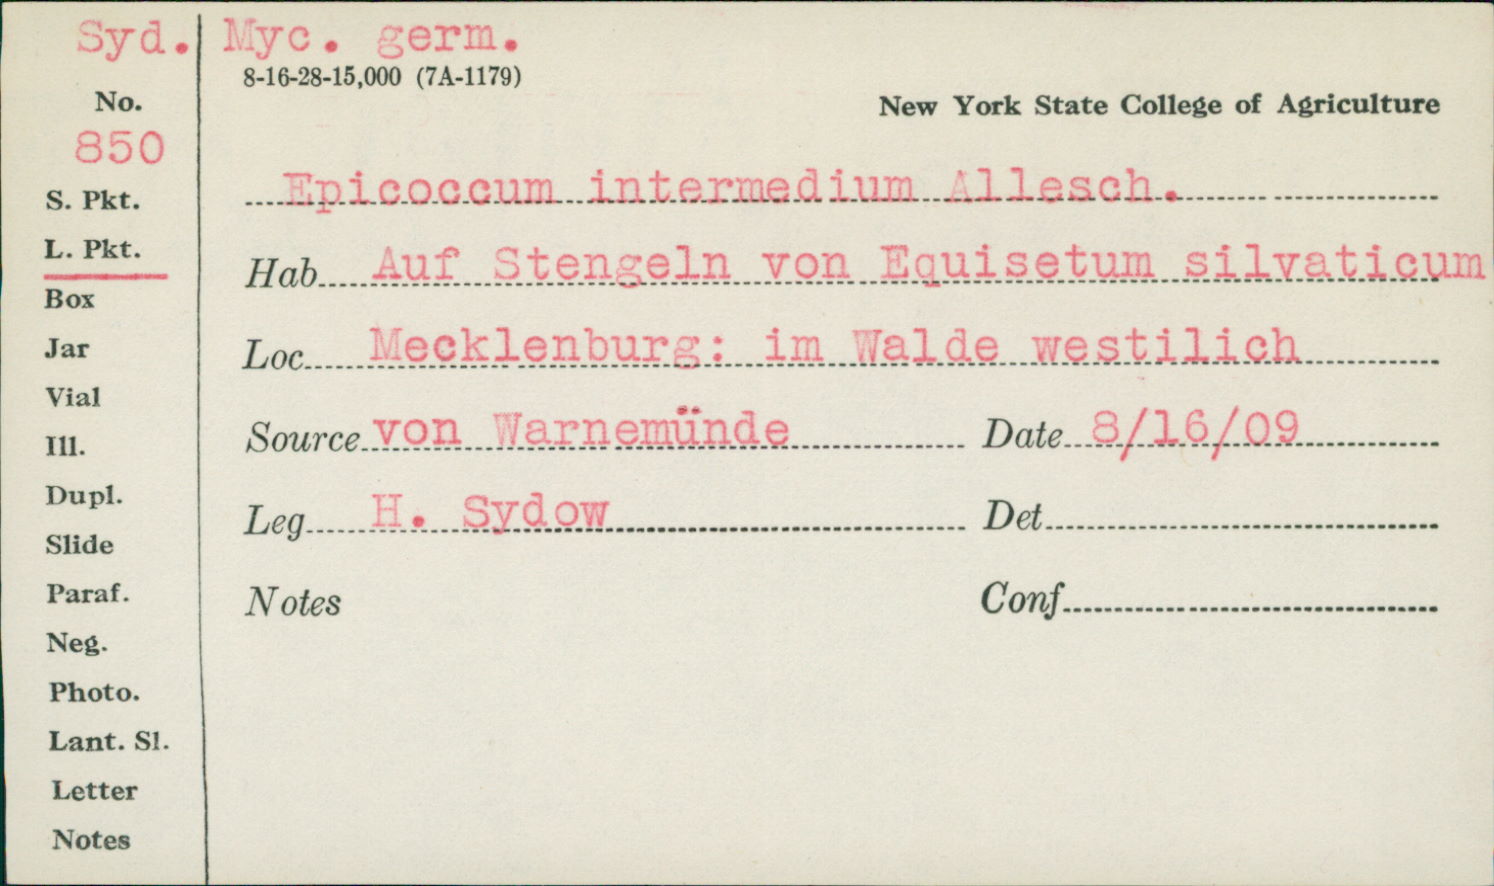 Syd. Myc. germ.
8-16-28-15,000 (7A-1179)
New York State College of Agriculture
No.
850
S. Pkt.
L. Pkt.
Box
Jar
Vial
Ill.
Dupl.
Slide
Paraf.
Neg.
Photo.
Lant. Sl.
Letter
Notes
Epicoccum intermedium Allesch.
Hab Auf Stengeln von Equisetum silvaticum
Loc Mecklenburg: im Walde westilich
Source von Warnemünde Date 8/16/09
Leg H. Sydow Det
Notes Conf